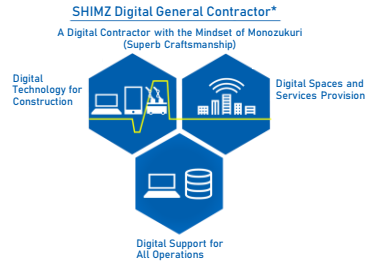 SHIMZ Digital General Contractor*
A Digital Contractor with the Mindset of Monozukuri
(Superb Craftsmanship)
Digital
Technology for
Construction
Digital Spaces and
Services Provision
Digital Support for
All Operations